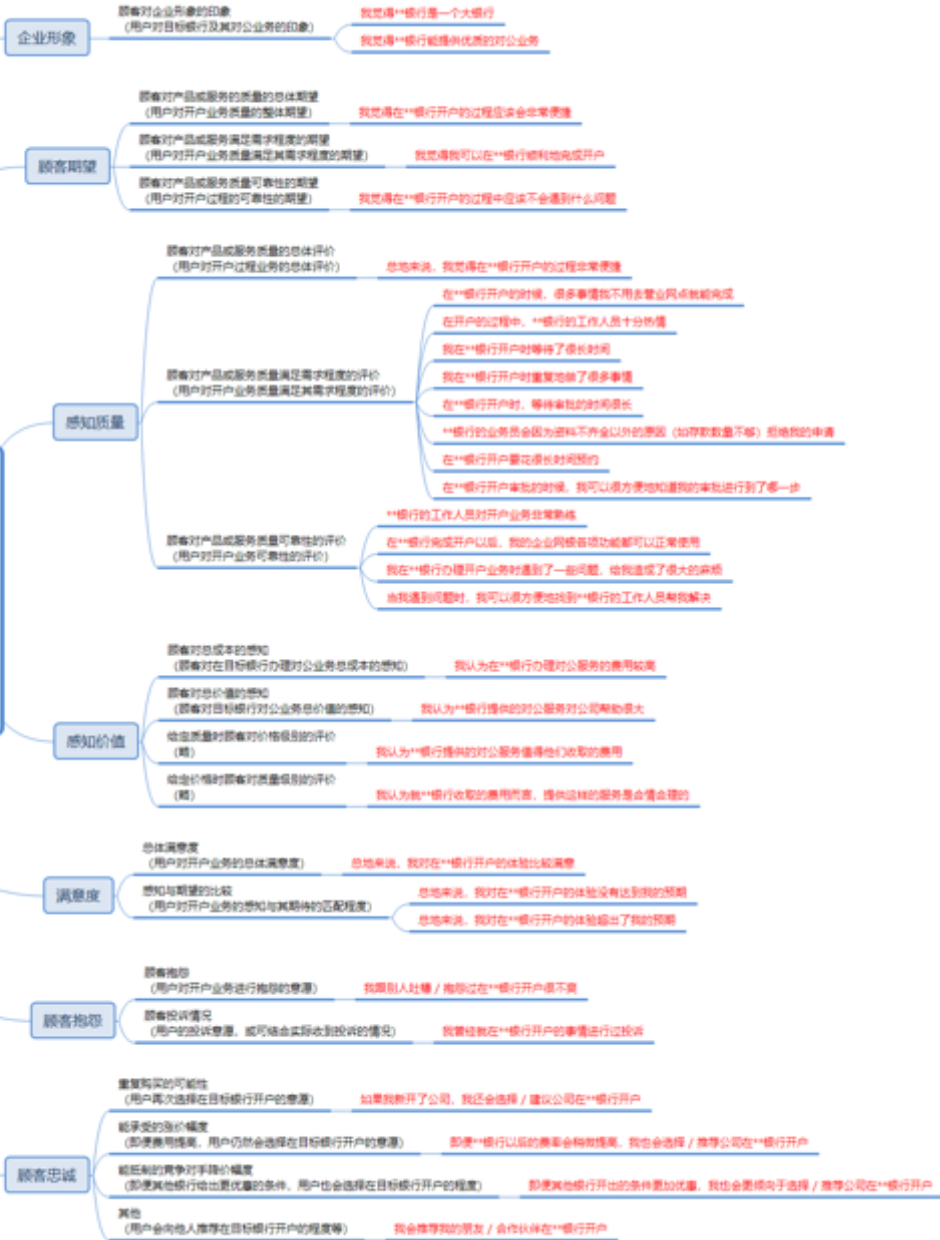 企业形象
顾客对企业形象的印象
（用户对目标银行及其对公业务的印象）
我觉得**银行是一个大银行
我觉得**银行能提供优质的对公业务
顾客期望
顾客对产品或服务的质量的总体期望
（用户对开户业务质量的整体期望）
我觉得在**银行开户的过程应该会非常便捷
顾客对产品或服务满足需求程度的期望
（用户对开户业务质量满足其需求程度的期望）
我觉得我可以在**银行顺利地完成开户
顾客对产品或服务质量可靠性的期望
（用户对开户过程的可靠性的期望）
我觉得在**银行开户的过程中应该不会遇到什么问题
感知质量
顾客对产品或服务质量的总体评价
（用户对开户过程业务的总体评价）
总地来说，我觉得在**银行开户的过程非常便捷
顾客对产品或服务质量满足需求程度的评价
（用户对开户业务质量满足其需求程度的评价）
在**银行开户的时候，很多事情我不用去营业网点就能完成
在开户的过程中，**银行的工作人员十分热情
我在**银行开户时等待了很长时间
我在**银行开户时重复地做了很多事情
在**银行开户时，等待审批的时间很长
**银行的业务员会因为资料不齐全以外的原因（如存款数量不够）拒绝我的申请
在**银行开户要花很长时间预约
在**银行开户审批的时候，我可以很方便地知道我的审批进行到了哪一步
顾客对产品或服务质量可靠性的评价
（用户对开户业务可靠性的评价）
**银行的工作人员对开户业务非常熟练
在**银行完成开户以后，我的企业网银各项功能都可以正常使用
我在**银行办理开户业务时遇到了一些问题，给我造成了很大的麻烦
当我遇到问题时，我可以很方便地找到**银行的工作人员帮我解决
感知价值
顾客对总成本的感知
（顾客对在目标银行办理对公业务总成本的感知）
我认为在**银行办理对公服务的费用较高
顾客对总价值的感知
（顾客对目标银行对公业务总价值的感知）
我认为**银行提供的对公服务对公司帮助很大
给定质量时顾客对价格级别的评价
（略）
我认为**银行提供的对公服务值得他们收取的费用
给定价格时顾客对质量级别的评价
（略）
我认为就**银行收取的费用而言，提供这样的服务是合情合理的
满意度
总体满意度
（用户对开户业务的总体满意度）
总地来说，我对在**银行开户的体验比较满意
感知与期望的比较
（用户对开户业务的感知与其期待的匹配程度）
总地来说，我对在**银行开户的体验没有达到我的预期
总地来说，我对在**银行开户的体验超出了我的预期
顾客抱怨
顾客抱怨
（用户对开户业务进行抱怨的意愿）
我跟别人吐槽 / 抱怨过在**银行开户很不爽
顾客投诉情况
（用户的投诉意愿，或可结合实际收到投诉的情况）
我曾经就在**银行开户的事情进行过投诉
顾客忠诚
重复购买的可能性
（用户再次选择在目标银行开户的意愿）
如果我新开了公司，我还会选择 / 建议公司在**银行开户
能承受的涨价幅度
（即便费用提高，用户仍然会选择在目标银行开户的意愿）
即便**银行以后的费率会稍微提高，我也会选择 / 推荐公司在**银行开户
能抵制的竞争对手降价幅度
（即便其他银行给出更优惠的条件，用户也会选择在目标银行开户的程度）
即便其他银行开出的条件更加优惠，我也会更倾向于选择 / 推荐公司在**银行开户
其他
（用户会向他人推荐在目标银行开户的程度等）
我会推荐我的朋友 / 合作伙伴在**银行开户